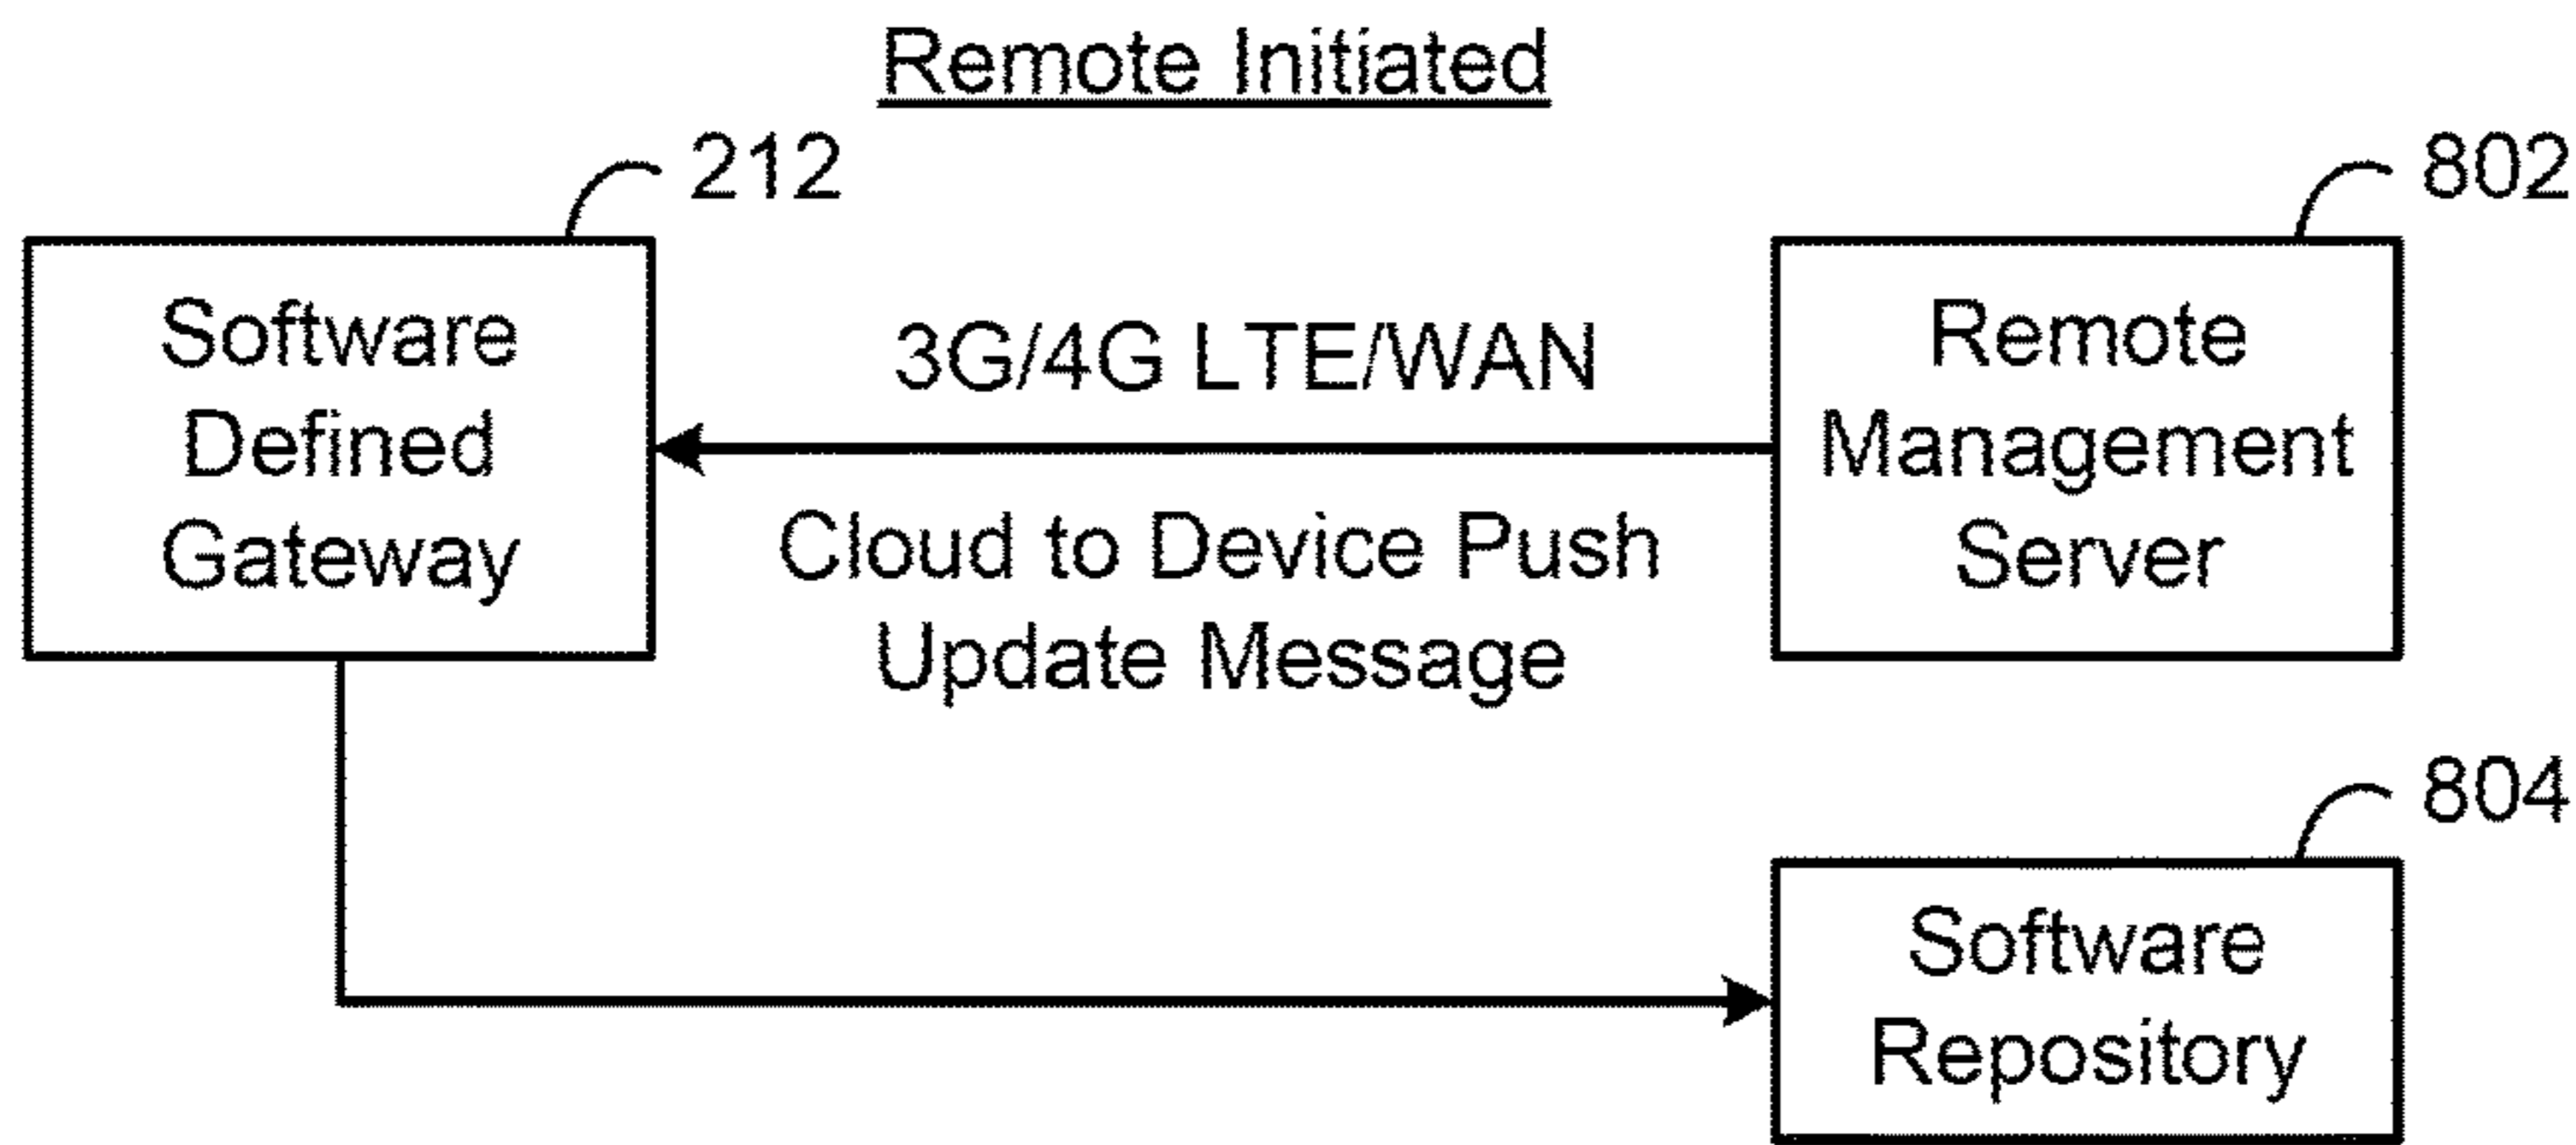 Remote Initiated
212
802
Software
Defined
Gateway
3G/4G LTE/WAN
Cloud to Device Push
Update Message
Remote
Management
Server
804
Software
Repository